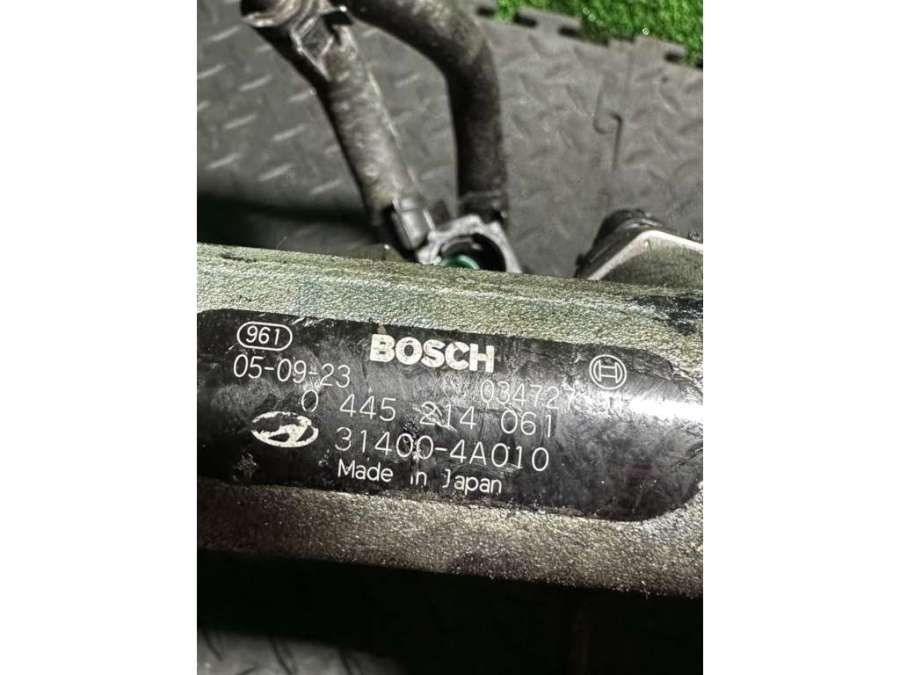 961
BOSCH
05-09-23
034727
0 445 214 061
31400-4A010
Made in Japan